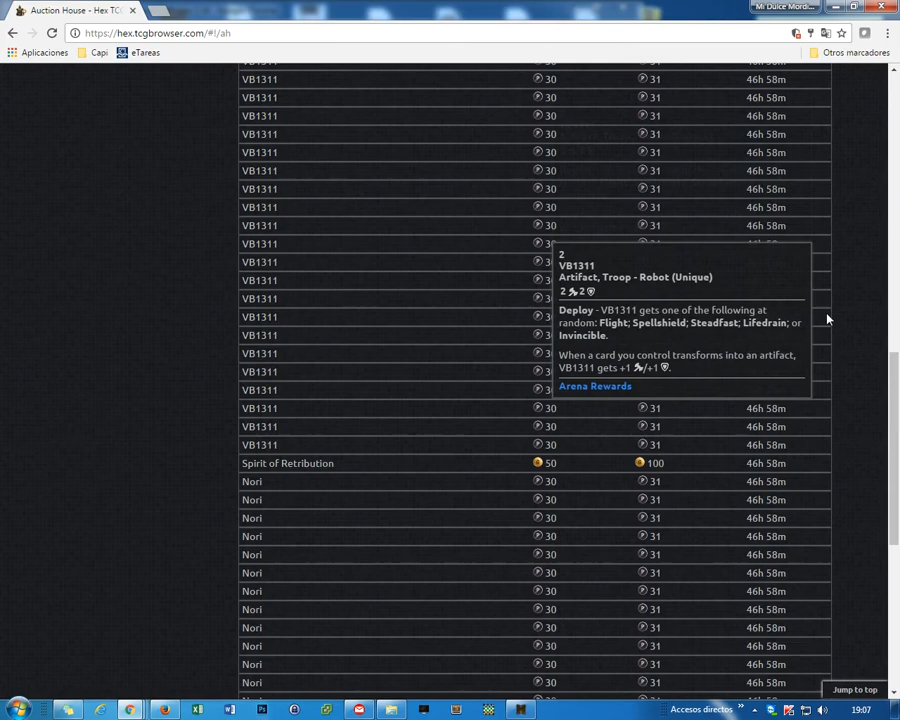 Auction House - Hex TC
Mi Dulce Mordi...
https://hex.tcgbrowser.com/#!/ah
Aplicaciones Capi eTareas Otros marcadores
VB1311 30 31 46h 58m
VB1311 30 31 46h 58m
VB1311 30 31 46h 58m
VB1311 30 31 46h 58m
VB1311 30 31 46h 58m
VB1311 30 31 46h 58m
VB1311 30 31 46h 58m
VB1311 30 31 46h 58m
VB1311 30 31 46h 58m
VB1311 30 31 46h 58m
VB1311
VB1311
VB1311
VB1311
VB1311
VB1311
VB1311
VB1311
2
VB1311
Artifact, Troop - Robot (Unique)
2 2
Deploy - VB1311 gets one of the following at
random: Flight; Spellshield; Steadfast; Lifedrain; or
Invincible.
When a card you control transforms into an artifact,
VB1311 gets +1 /+1 .
Arena Rewards
VB1311 30 31 46h 58m
VB1311 30 31 46h 58m
VB1311 30 31 46h 58m
Spirit of Retribution 50 100 46h 58m
Nori 30 31 46h 58m
Nori 30 31 46h 58m
Nori 30 31 46h 58m
Nori 30 31 46h 58m
Nori 30 31 46h 58m
Nori 30 31 46h 58m
Nori 30 31 46h 58m
Nori 30 31 46h 58m
Nori 30 31 46h 58m
Nori 30 31 46h 58m
Nori 30 31 46h 58m
Nori 30 31 46h 58m
Jump to top
Accesos directos 19:07